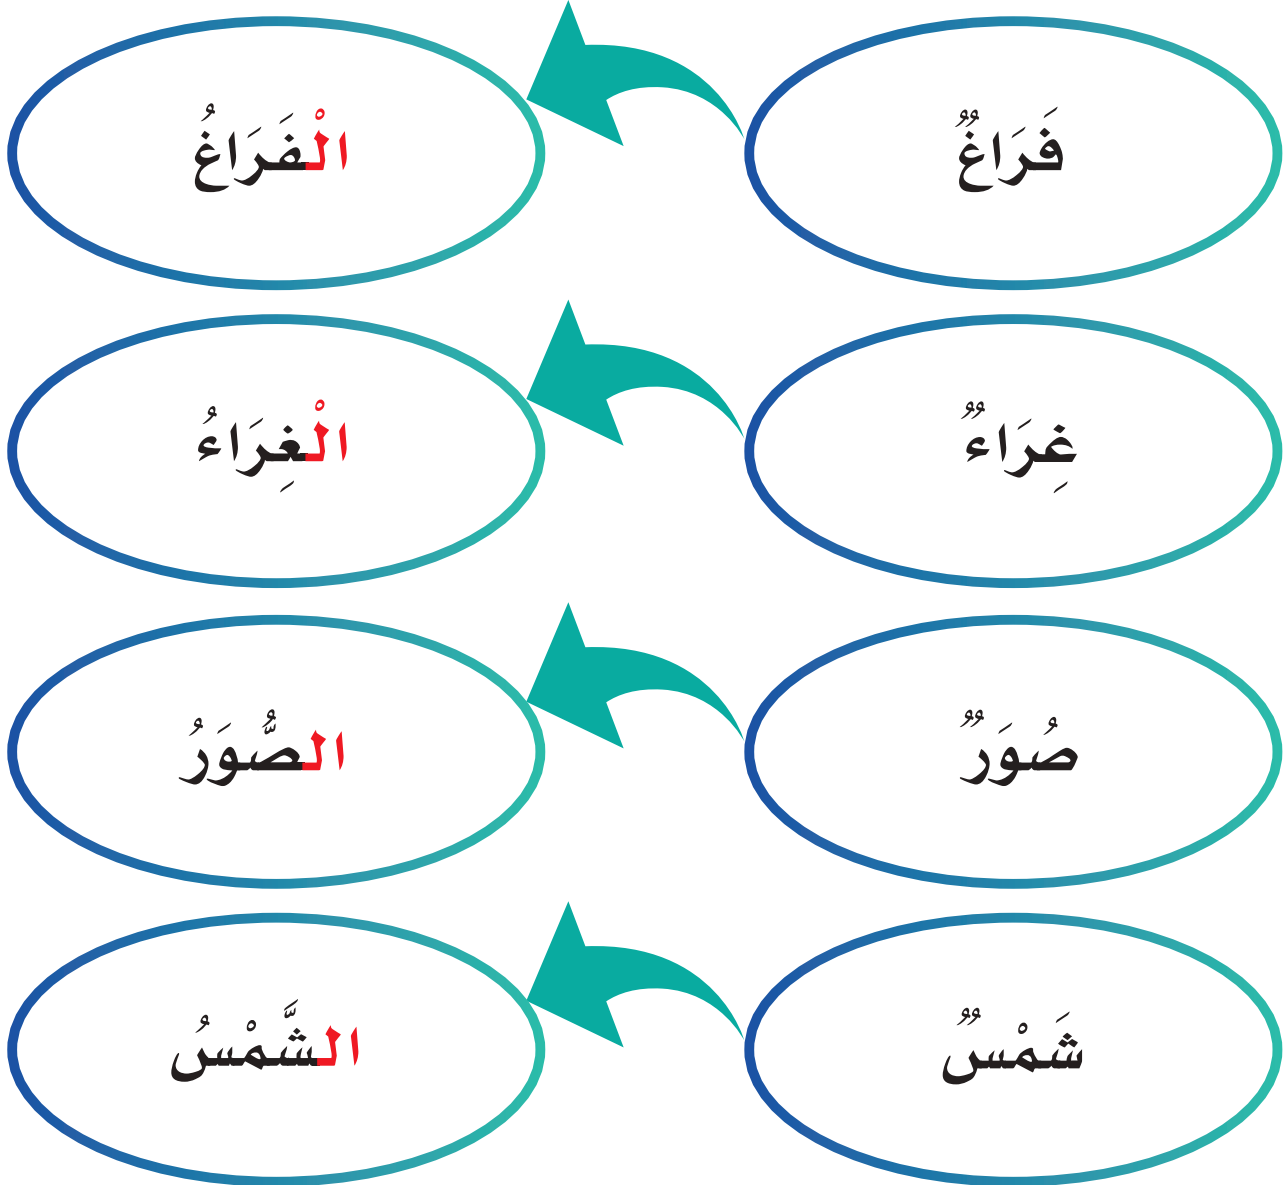 فَرَاغٌ الْفَرَاغُ
غِرَاءٌ الْغِرَاءُ
صُوَرٌ الصُّوَرُ
شَمْسٌ الشَّمْسُ